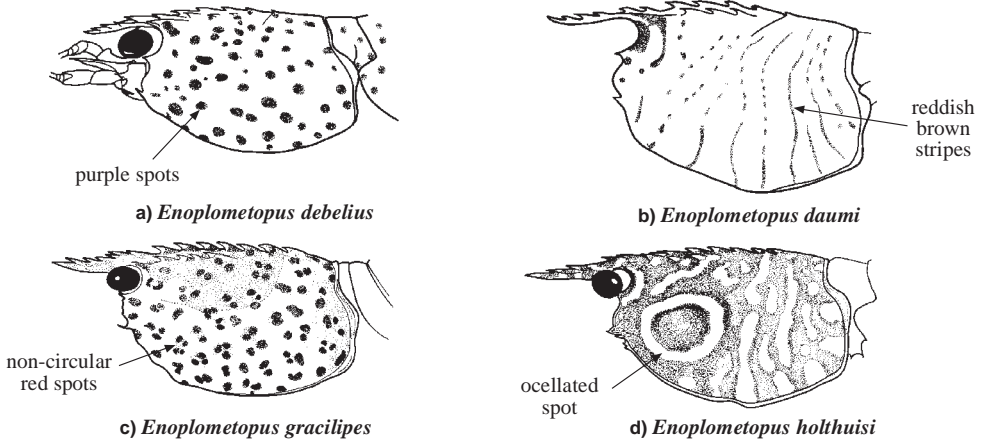 purple spots
a) Enoplometopus debelius
reddish
brown
stripes
b) Enoplometopus daumi
non-circular
red spots
c) Enoplometopus gracilipes
ocellated
spot
d) Enoplometopus holthuisi